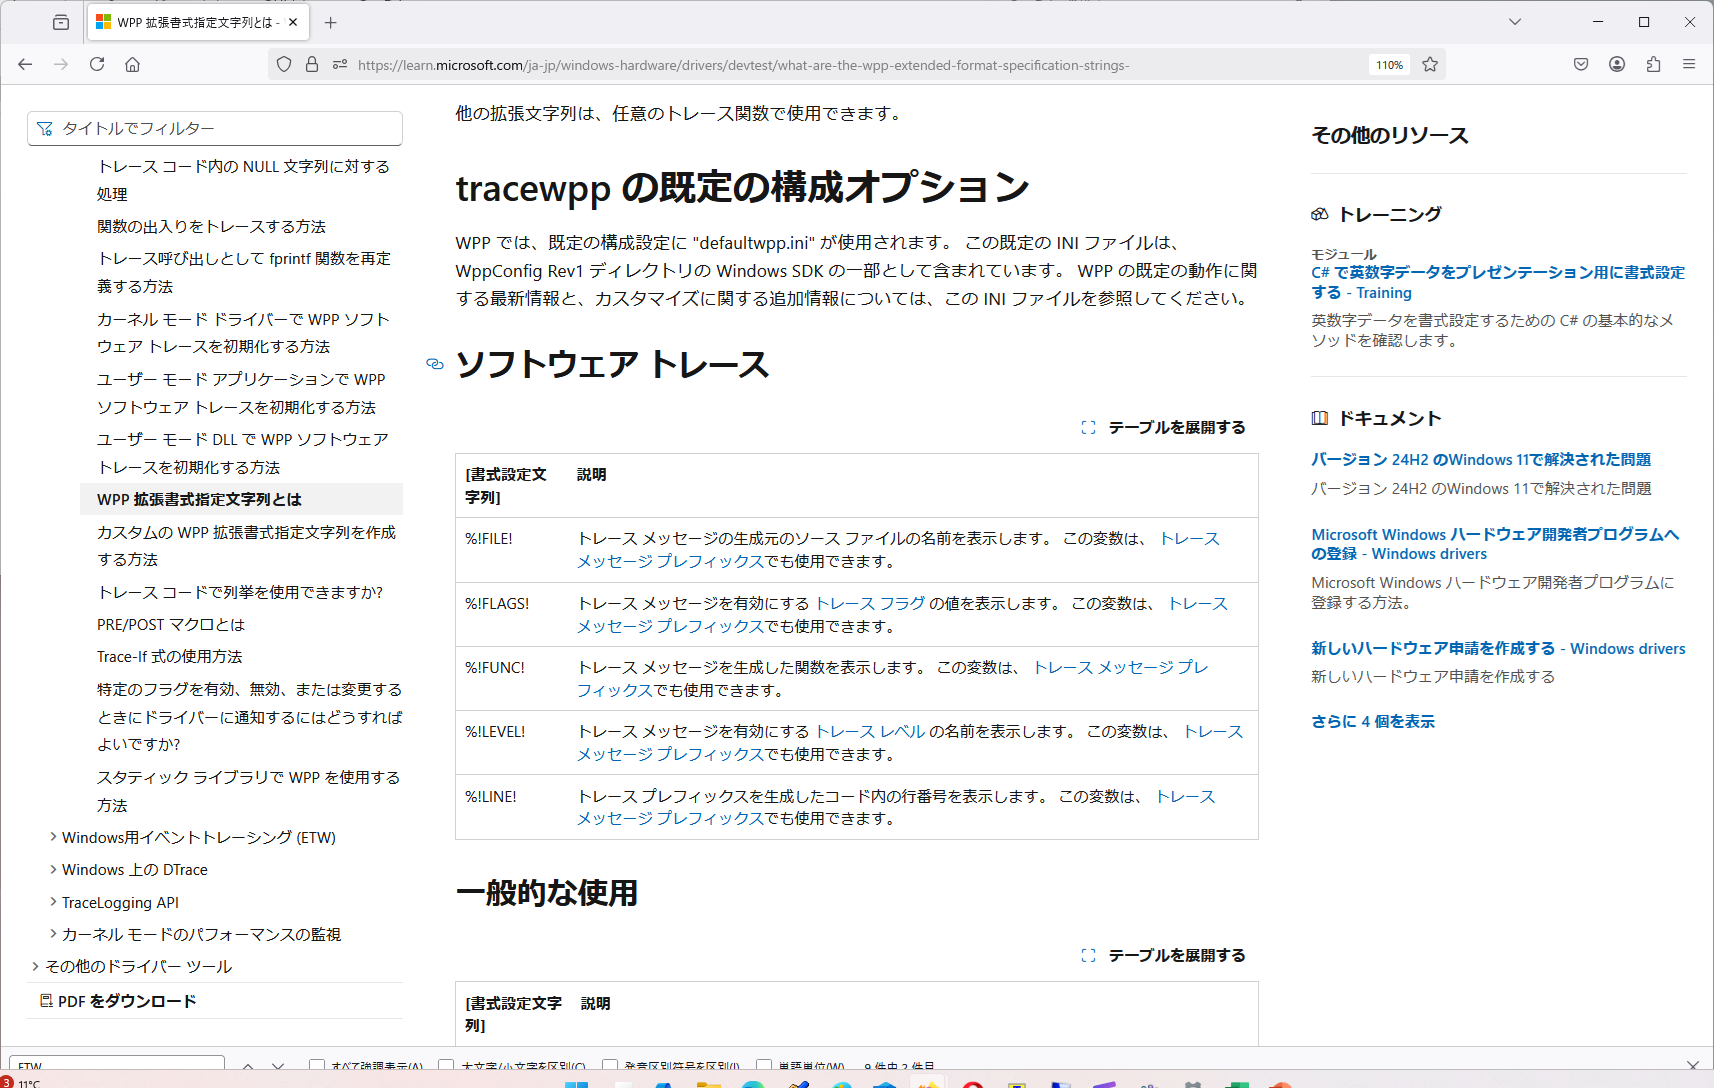 WPP 拡張書式指定文字列とは -
https://learn.microsoft.com/ja-jp/windows-hardware/drivers/devtest/what-are-the-wpp-extended-format-specification-strings-
110%
タイトルでフィルター
トレース コード内の NULL 文字列に対する
処理
関数の出入りをトレースする方法
トレース呼び出しとして fprintf 関数を再定
義する方法
カーネル モード ドライバーで WPP ソフト
ウェア トレースを初期化する方法
ユーザー モード アプリケーションで WPP
ソフトウェア トレースを初期化する方法
ユーザー モード DLL で WPP ソフトウェア
トレースを初期化する方法
WPP 拡張書式指定文字列とは
カスタムの WPP 拡張書式指定文字列を作成
する方法
トレース コードで列挙を使用できますか?
PRE/POST マクロとは
Trace-If 式の使用方法
特定のフラグを有効、無効、または変更する
ときにドライバーに通知するにはどうすれば
よいですか?
スタティック ライブラリで WPP を使用する
方法
Windows用イベントトレーシング (ETW)
Windows 上の DTrace
TraceLogging API
カーネル モードのパフォーマンスの監視
その他のドライバー ツール
PDF をダウンロード
他の拡張文字列は、任意のトレース関数で使用できます。
tracewpp の既定の構成オプション
WPP では、既定の構成設定に "defaultwpp.ini" が使用されます。 この既定の INI ファイルは、
WppConfig Rev1 ディレクトリの Windows SDK の一部として含まれています。 WPP の既定の動作に関
する最新情報と、カスタマイズに関する追加情報については、この INI ファイルを参照してください。
ソフトウェア トレース
テーブルを展開する
[書式設定文 説明
字列]
%!FILE! トレース メッセージの生成元のソース ファイルの名前を表示します。 この変数は、 トレース
メッセージ プレフィックスでも使用できます。
%!FLAGS! トレース メッセージを有効にする トレース フラグ の値を表示します。 この変数は、 トレース
メッセージ プレフィックスでも使用できます。
%!FUNC! トレース メッセージを生成した関数を表示します。 この変数は、 トレース メッセージ プレ
フィックスでも使用できます。
%!LEVEL! トレース メッセージを有効にする トレース レベル の名前を表示します。 この変数は、 トレース
メッセージ プレフィックスでも使用できます。
%!LINE! トレース プレフィックスを生成したコード内の行番号を表示します。 この変数は、 トレース
メッセージ プレフィックスでも使用できます。
一般的な使用
テーブルを展開する
[書式設定文字 説明
列]
その他のリソース
トレーニング
モジュール
C# で英数字データをプレゼンテーション用に書式設定
する - Training
英数字データを書式設定するための C# の基本的なメ
ソッドを確認します。
ドキュメント
バージョン 24H2 のWindows 11で解決された問題
バージョン 24H2 のWindows 11で解決された問題
Microsoft Windows ハードウェア開発者プログラムへ
の登録 - Windows drivers
Microsoft Windows ハードウェア開発者プログラムに
登録する方法。
新しいハードウェア申請を作成する - Windows drivers
新しいハードウェア申請を作成する
さらに 4 個を表示
ETW すべて強調表示(A) 大文字/小文字を区別(C) 発音区別符号を区別(I) 単語単位(W) 9 件中 2 件目
3 11°C